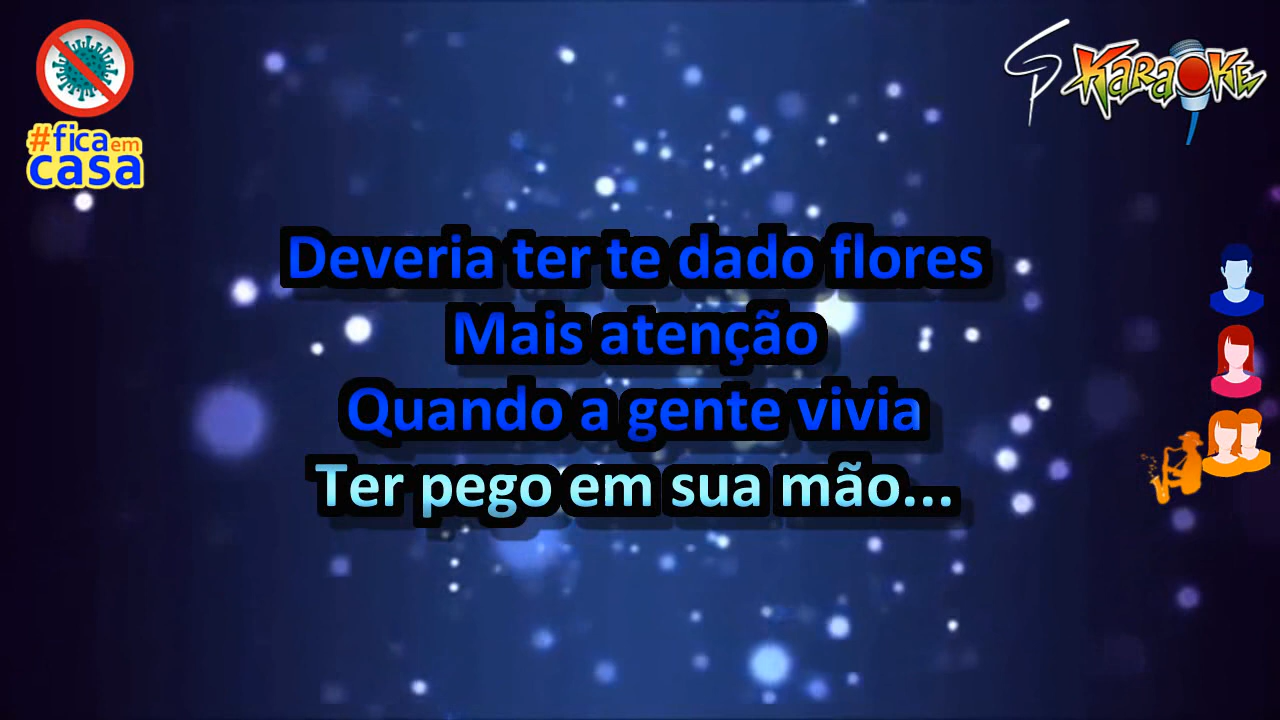 #fica em
casa
GP KaraoKe
Deveria ter te dado flores
Mais atenção
Quando a gente vivia
Ter pego em sua mão...